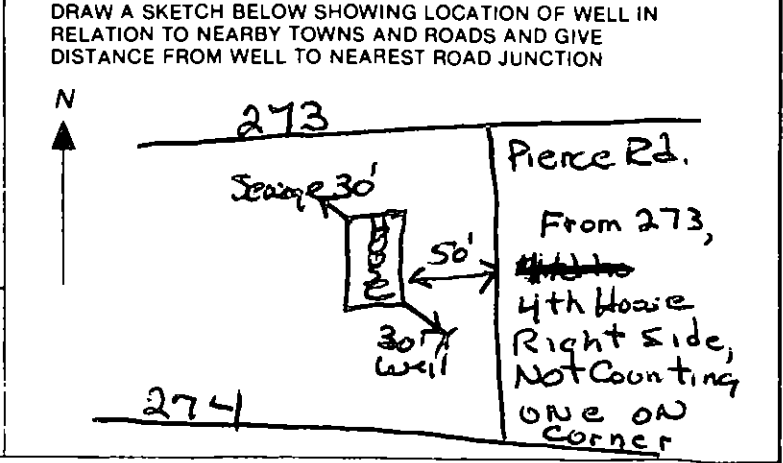 DRAW A SKETCH BELOW SHOWING LOCATION OF WELL IN
RELATION TO NEARBY TOWNS AND ROADS AND GIVE
DISTANCE FROM WELL TO NEAREST ROAD JUNCTION
N
273
Pierce Rd.
30'
From 273,
House
50'
4th House
30'
Well
Right Side,
Not Counting
274
ONE ON
Corner